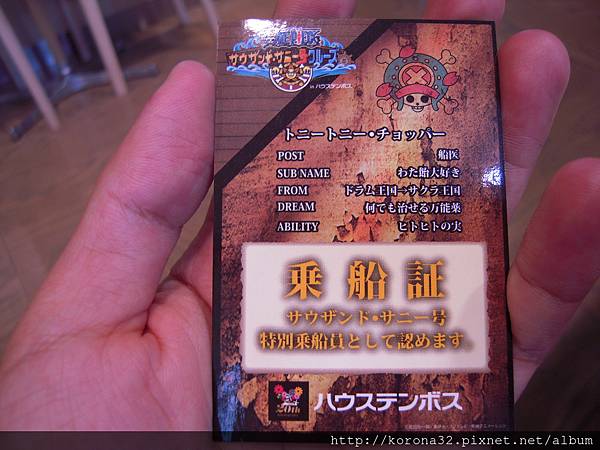 サウザンド・サニー号クルーズ
in ハウステンボス
トニートニー・チョッパー
POST 船医
SUB NAME わた飴大好き
FROM ドラム王国→サクラ王国
DREAM 何でも治せる万能薬
ABILITY ヒトヒトの実
乗船証
サウザンド・サニー号
特別乗船員として認めます。
20th
ハウステンボス
http://korona32.pixnet.net/album